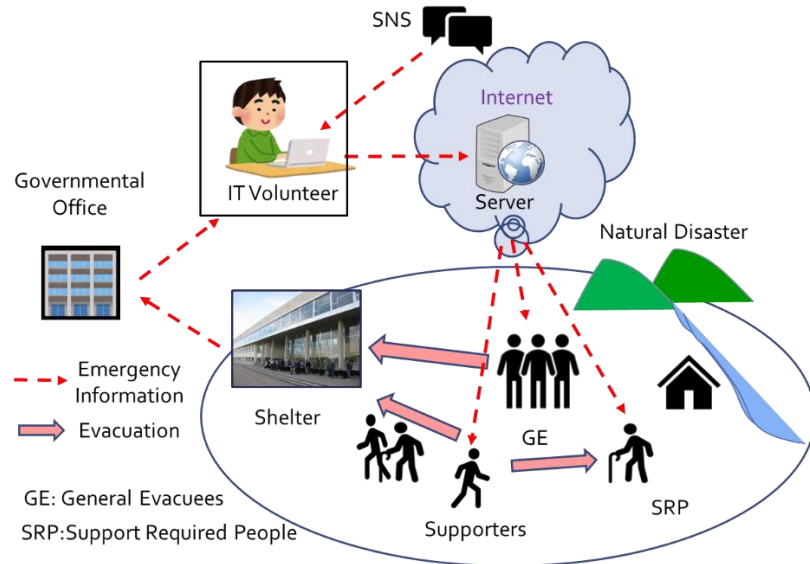 SNS
Internet
Server
IT Volunteer
Governmental
Office
Natural Disaster
Emergency
Information
Evacuation
Shelter
GE
Supporters
SRP
GE: General Evacuees
SRP:Support Required People